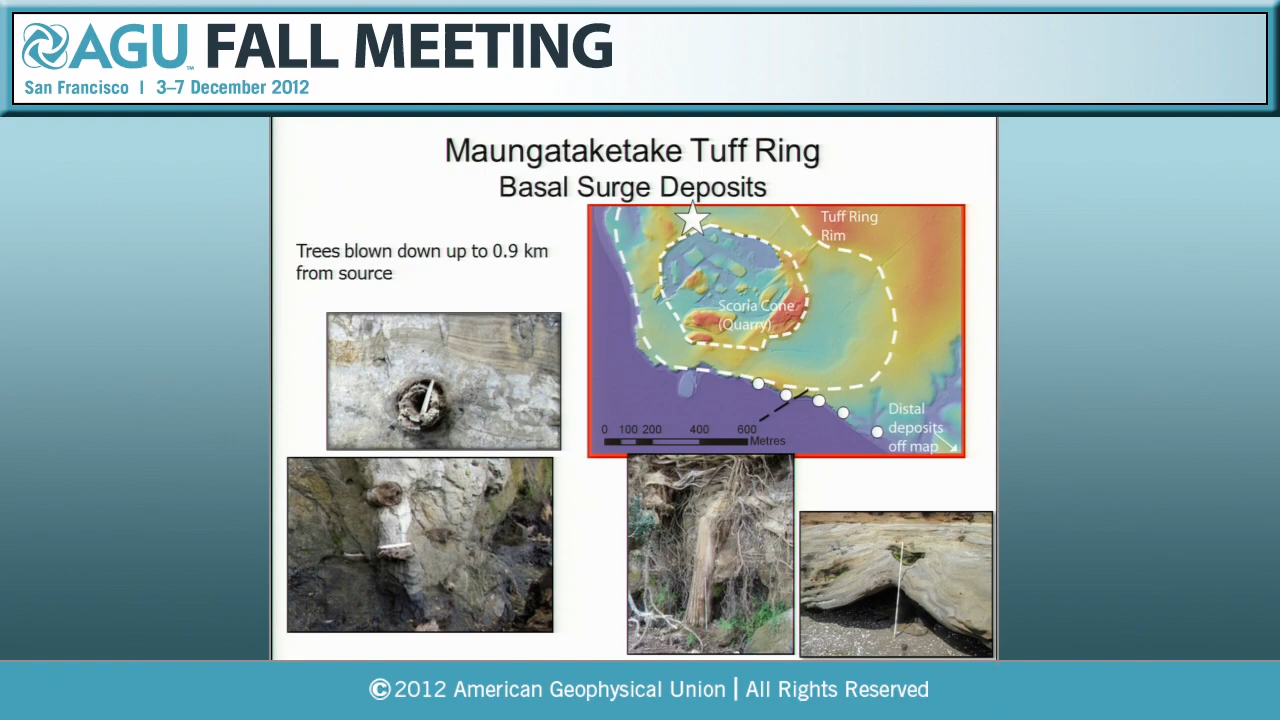 AGU™ FALL MEETING
San Francisco | 3–7 December 2012
Maungataketake Tuff Ring
Basal Surge Deposits
Trees blown down up to 0.9 km
from source
Tuff Ring
Rim
Scoria Cone
(Quarry)
Distal
deposits
off map
0 100 200 400 600
Metres
©2012 American Geophysical Union | All Rights Reserved